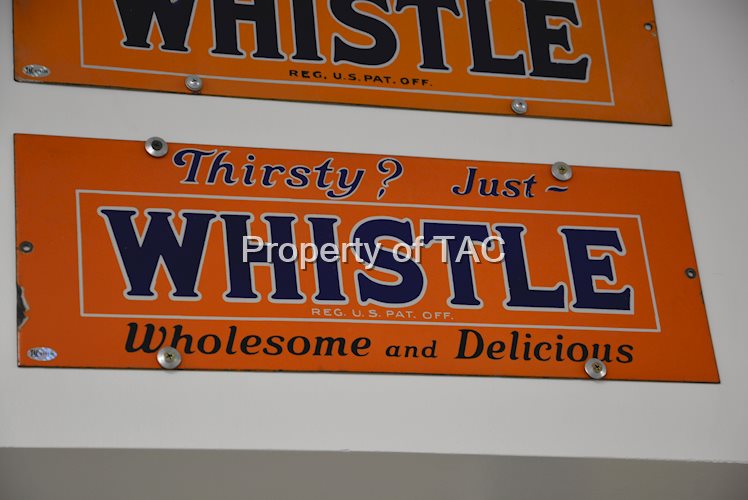 WHISTLE
REG. U.S. PAT. OFF.
Thirsty? Just~
WHISTLE
Property of TAC
REG. U.S. PAT. OFF.
Wholesome and Delicious